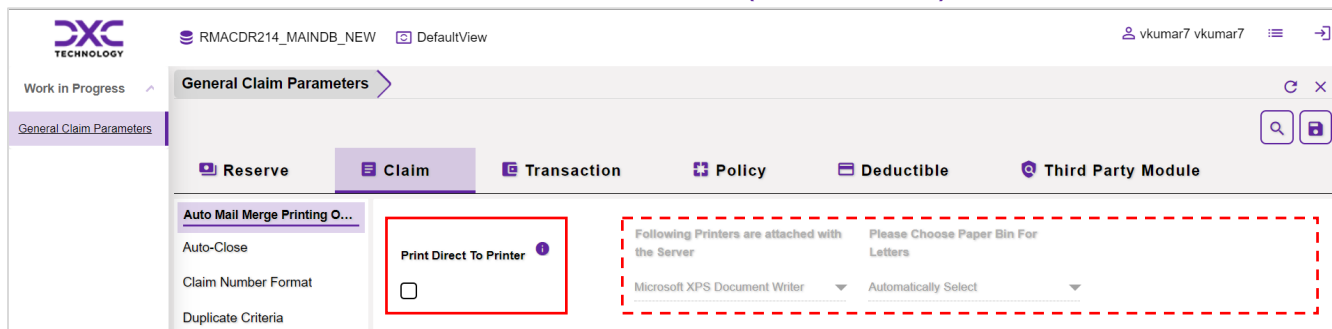 DXC
TECHNOLOGY
RMACDR214_MAINDB_NEW DefaultView vkumar7 vkumar7
Work in Progress
General Claim Parameters
General Claim Parameters
Reserve Claim Transaction Policy Deductible Third Party Module
Auto Mail Merge Printing O...
Auto-Close
Claim Number Format
Duplicate Criteria
Print Direct To Printer
Following Printers are attached with
the Server
Microsoft XPS Document Writer
Please Choose Paper Bin For
Letters
Automatically Select